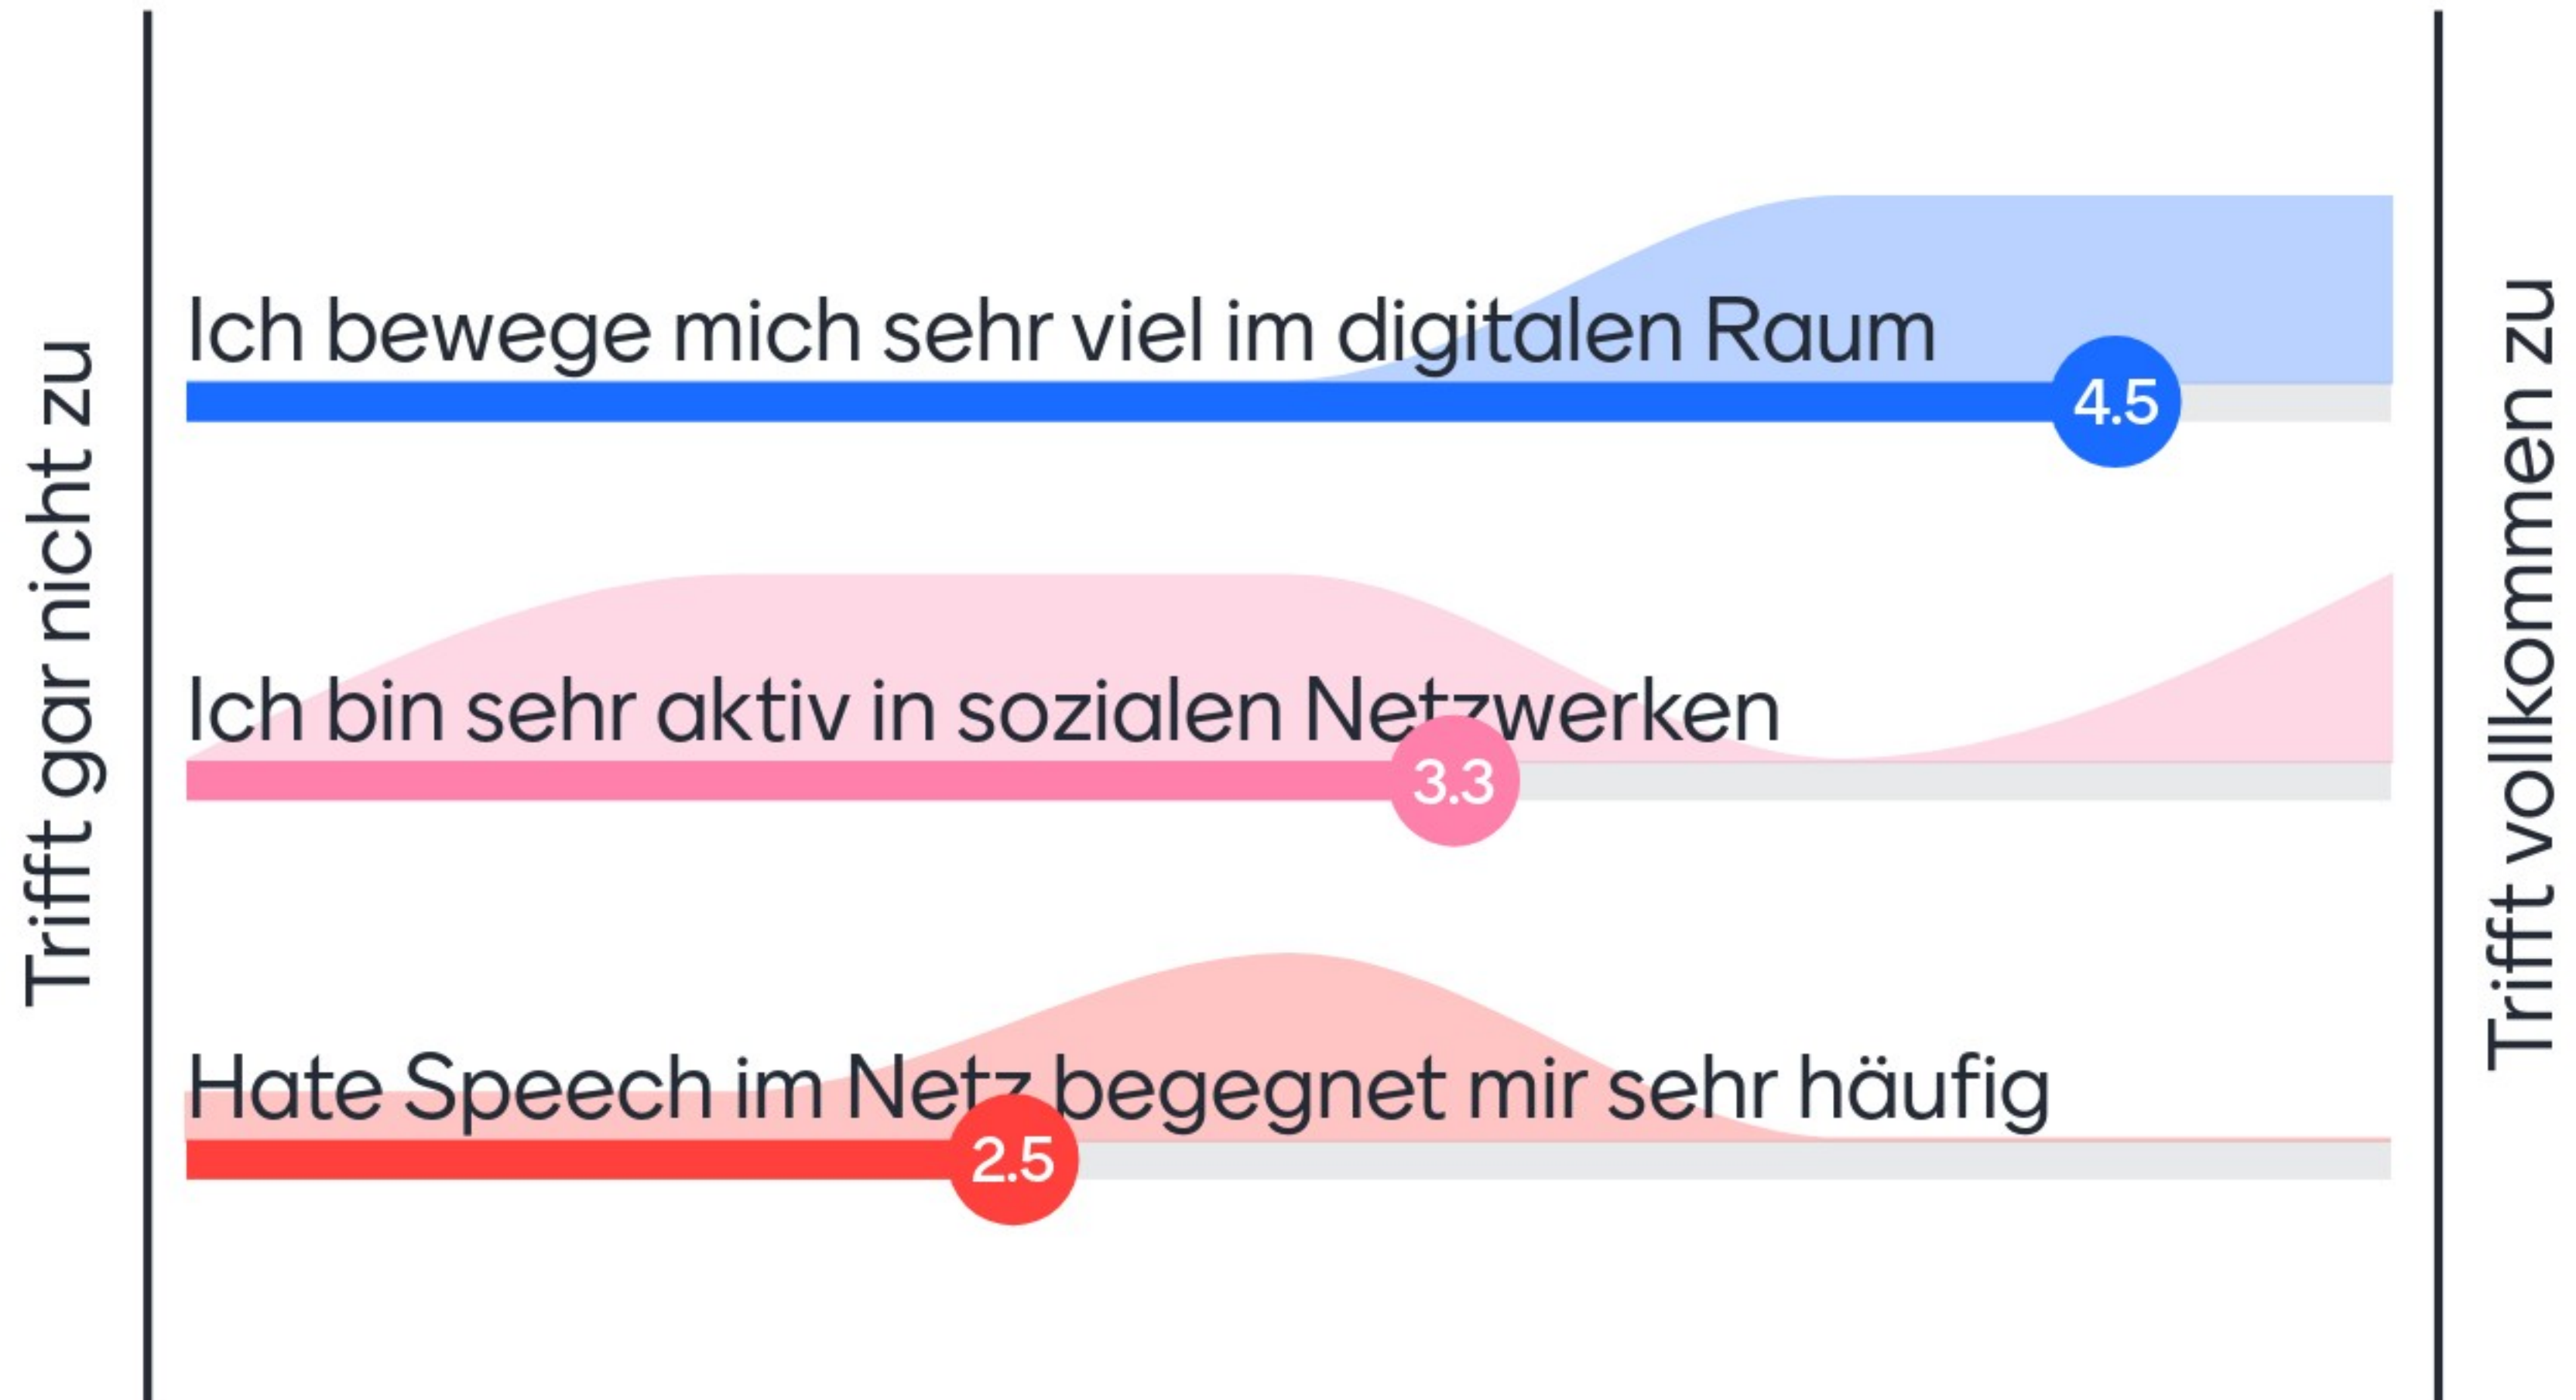 Trifft gar nicht zu
Ich bewege mich sehr viel im digitalen Raum
4.5
Ich bin sehr aktiv in sozialen Netzwerken
3.3
Hate Speech im Netz begegnet mir sehr häufig
2.5
Trifft vollkommen zu